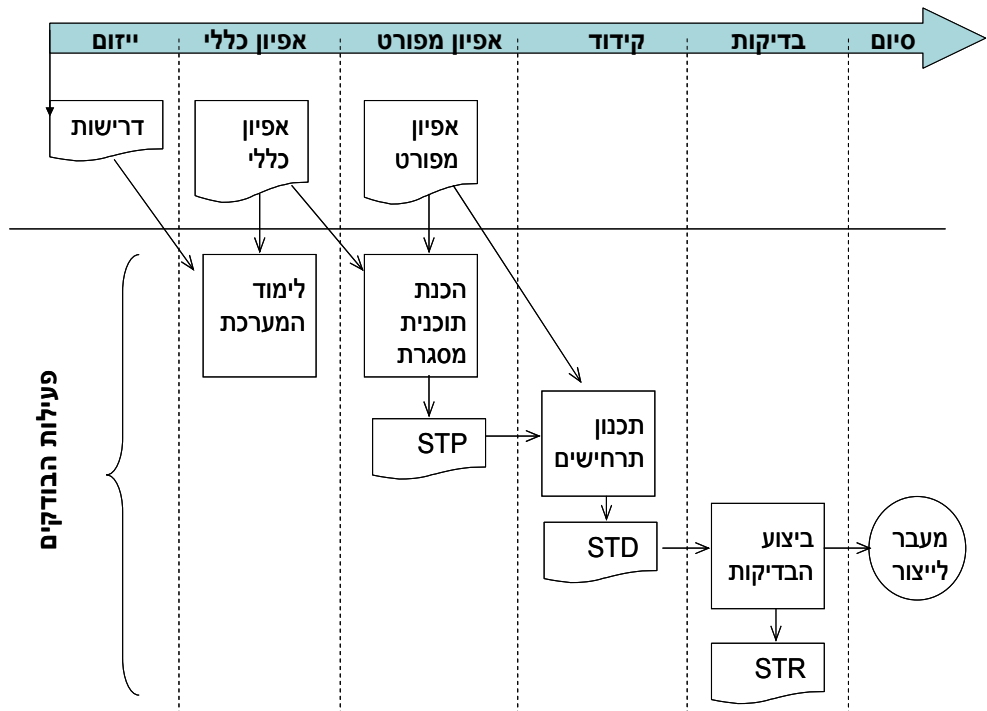 ייזום
אפיון כללי
אפיון מפורט
קידוד
בדיקות
סיום
דרישות
אפיון
כללי
אפיון
מפורט
פעילות הבודקים
לימוד
המערכת
הכנת
תוכנית
מסגרת
STP
תכנון
תרחישים
STD
ביצוע
הבדיקות
STR
מעבר
לייצור